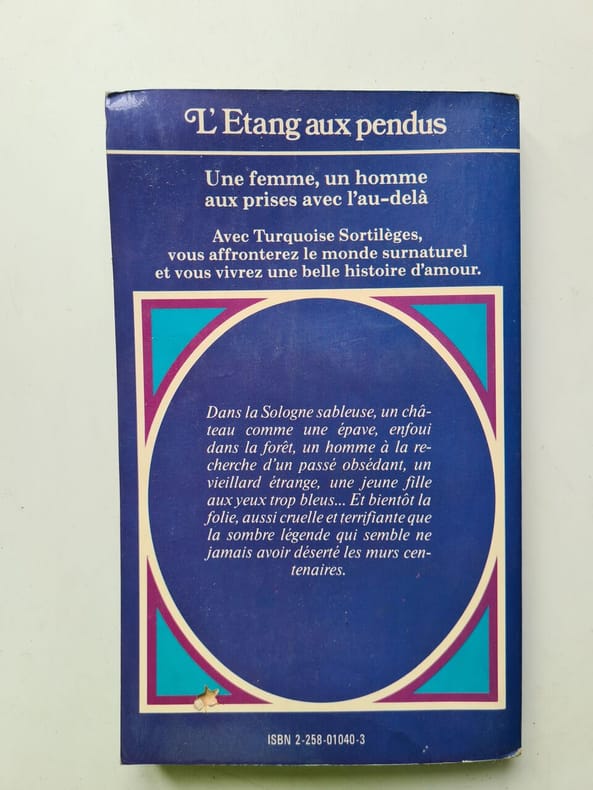 L'Etang aux pendus
Une femme, un homme
aux prises avec l'au-delà
Avec Turquoise Sortilèges,
vous affronterez le monde surnaturel
et vous vivrez une belle histoire d'amour.
Dans la Sologne sableuse, un châ-
teau comme une épave, enfoui
dans la forêt, un homme à la re-
cherche d'un passé obsédant, un
vieillard étrange, une jeune fille
aux yeux trop bleus... Et bientôt la
folie, aussi cruelle et terrifiante que
la sombre légende qui semble ne
jamais avoir déserté les murs cen-
tenaires.
ISBN 2-258-01040-3